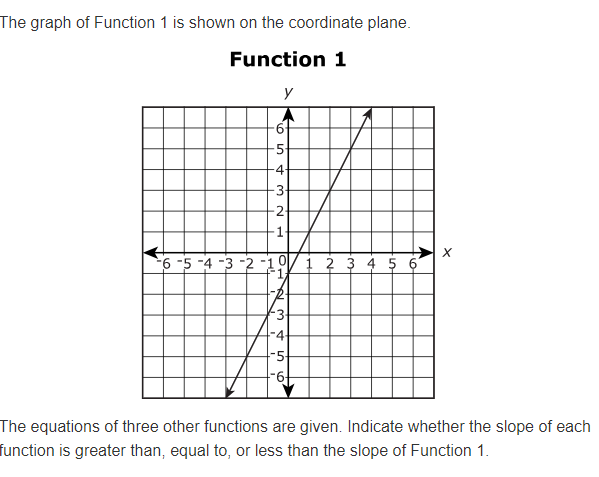 The graph of Function 1 is shown on the coordinate plane.
Function 1
y
6
5
4
3
2
1
x
-6 -5 -4 -3 -2 -1 0 1 2 3 4 5 6
-1
-2
-3
-4
-5
-6
The equations of three other functions are given. Indicate whether the slope of each
function is greater than, equal to, or less than the slope of Function 1.